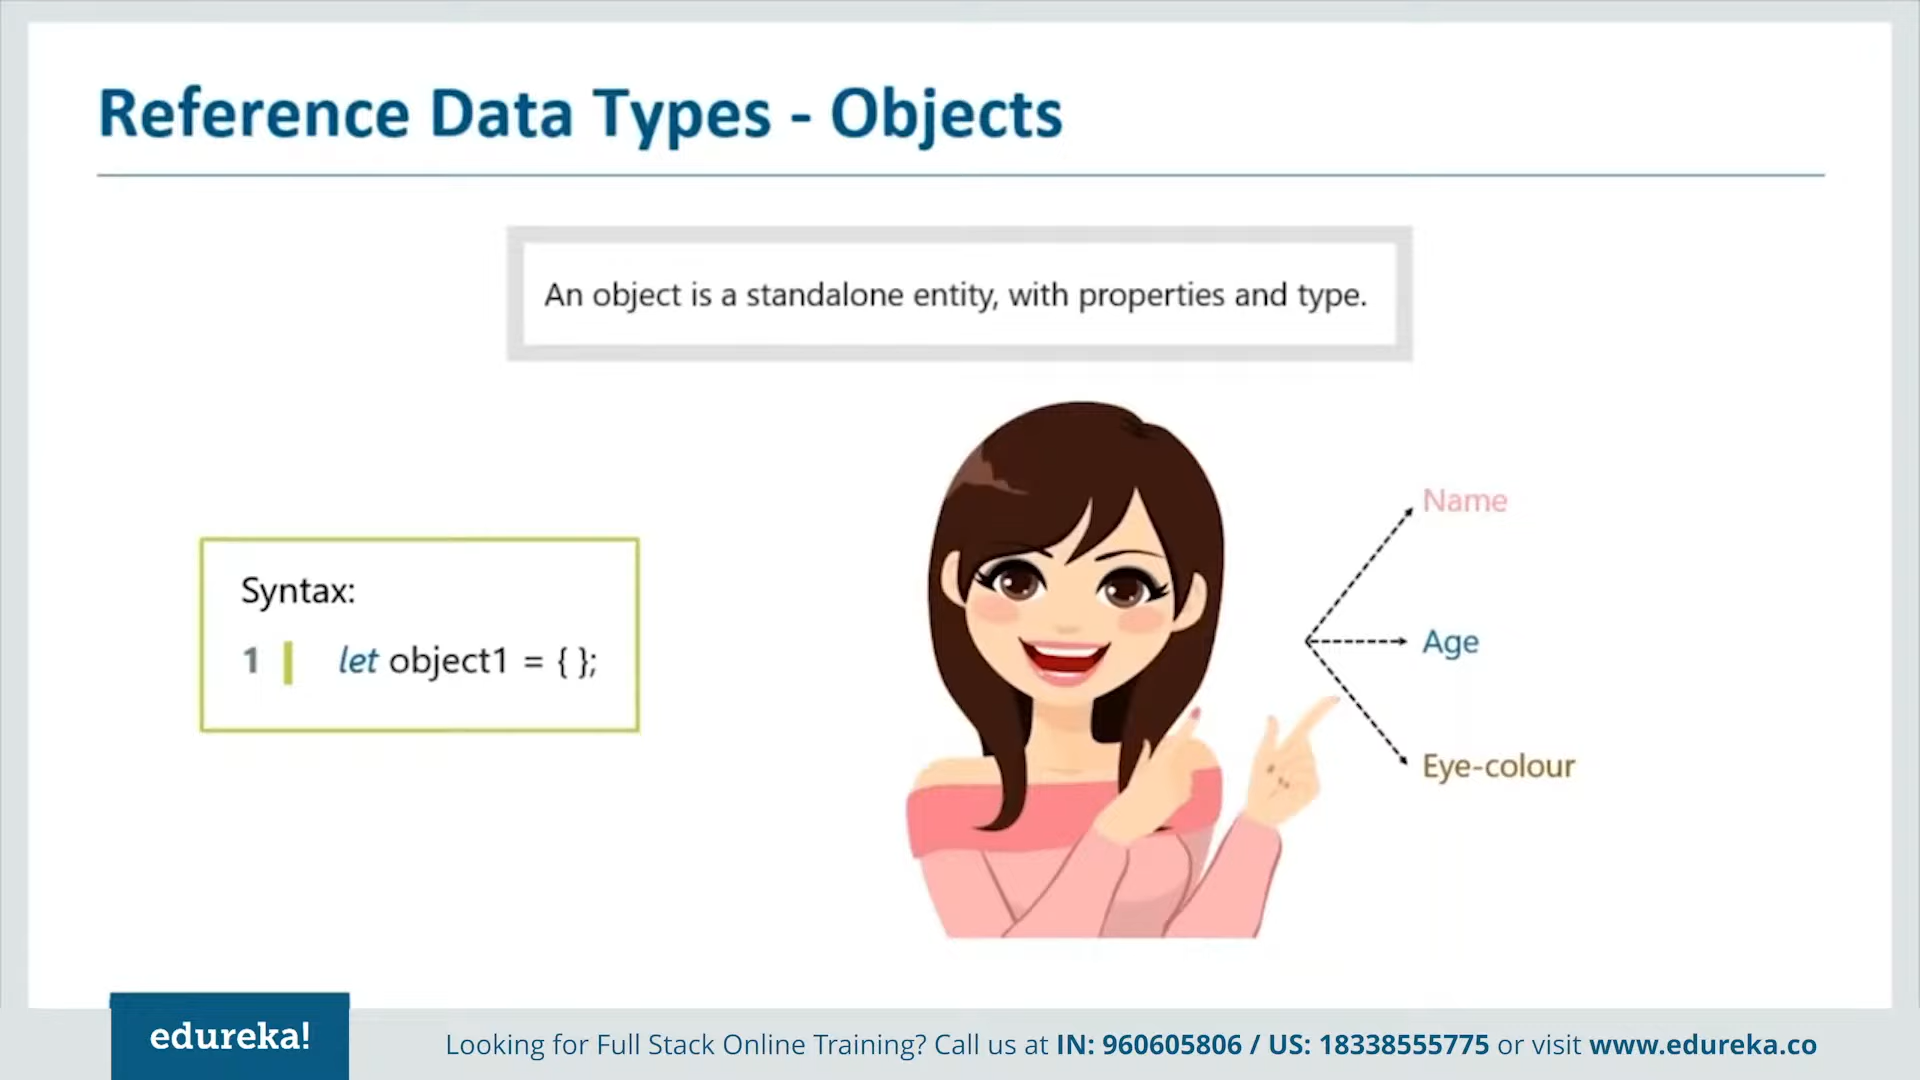 Reference Data Types - Objects
An object is a standalone entity, with properties and type.
Syntax:
1 let object1 = { };
Name
Age
Eye-colour
edureka!
Looking for Full Stack Online Training? Call us at IN: 960605806 / US: 18338555775 or visit www.edureka.co